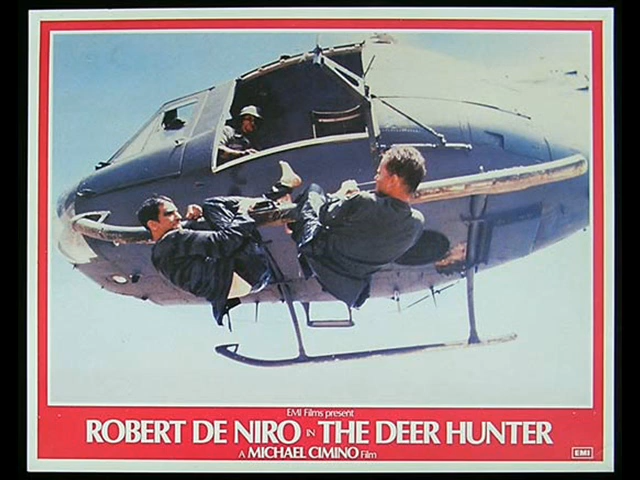 EMI Films present
ROBERT DE NIRO IN THE DEER HUNTER
A MICHAEL CIMINO Film
EMI